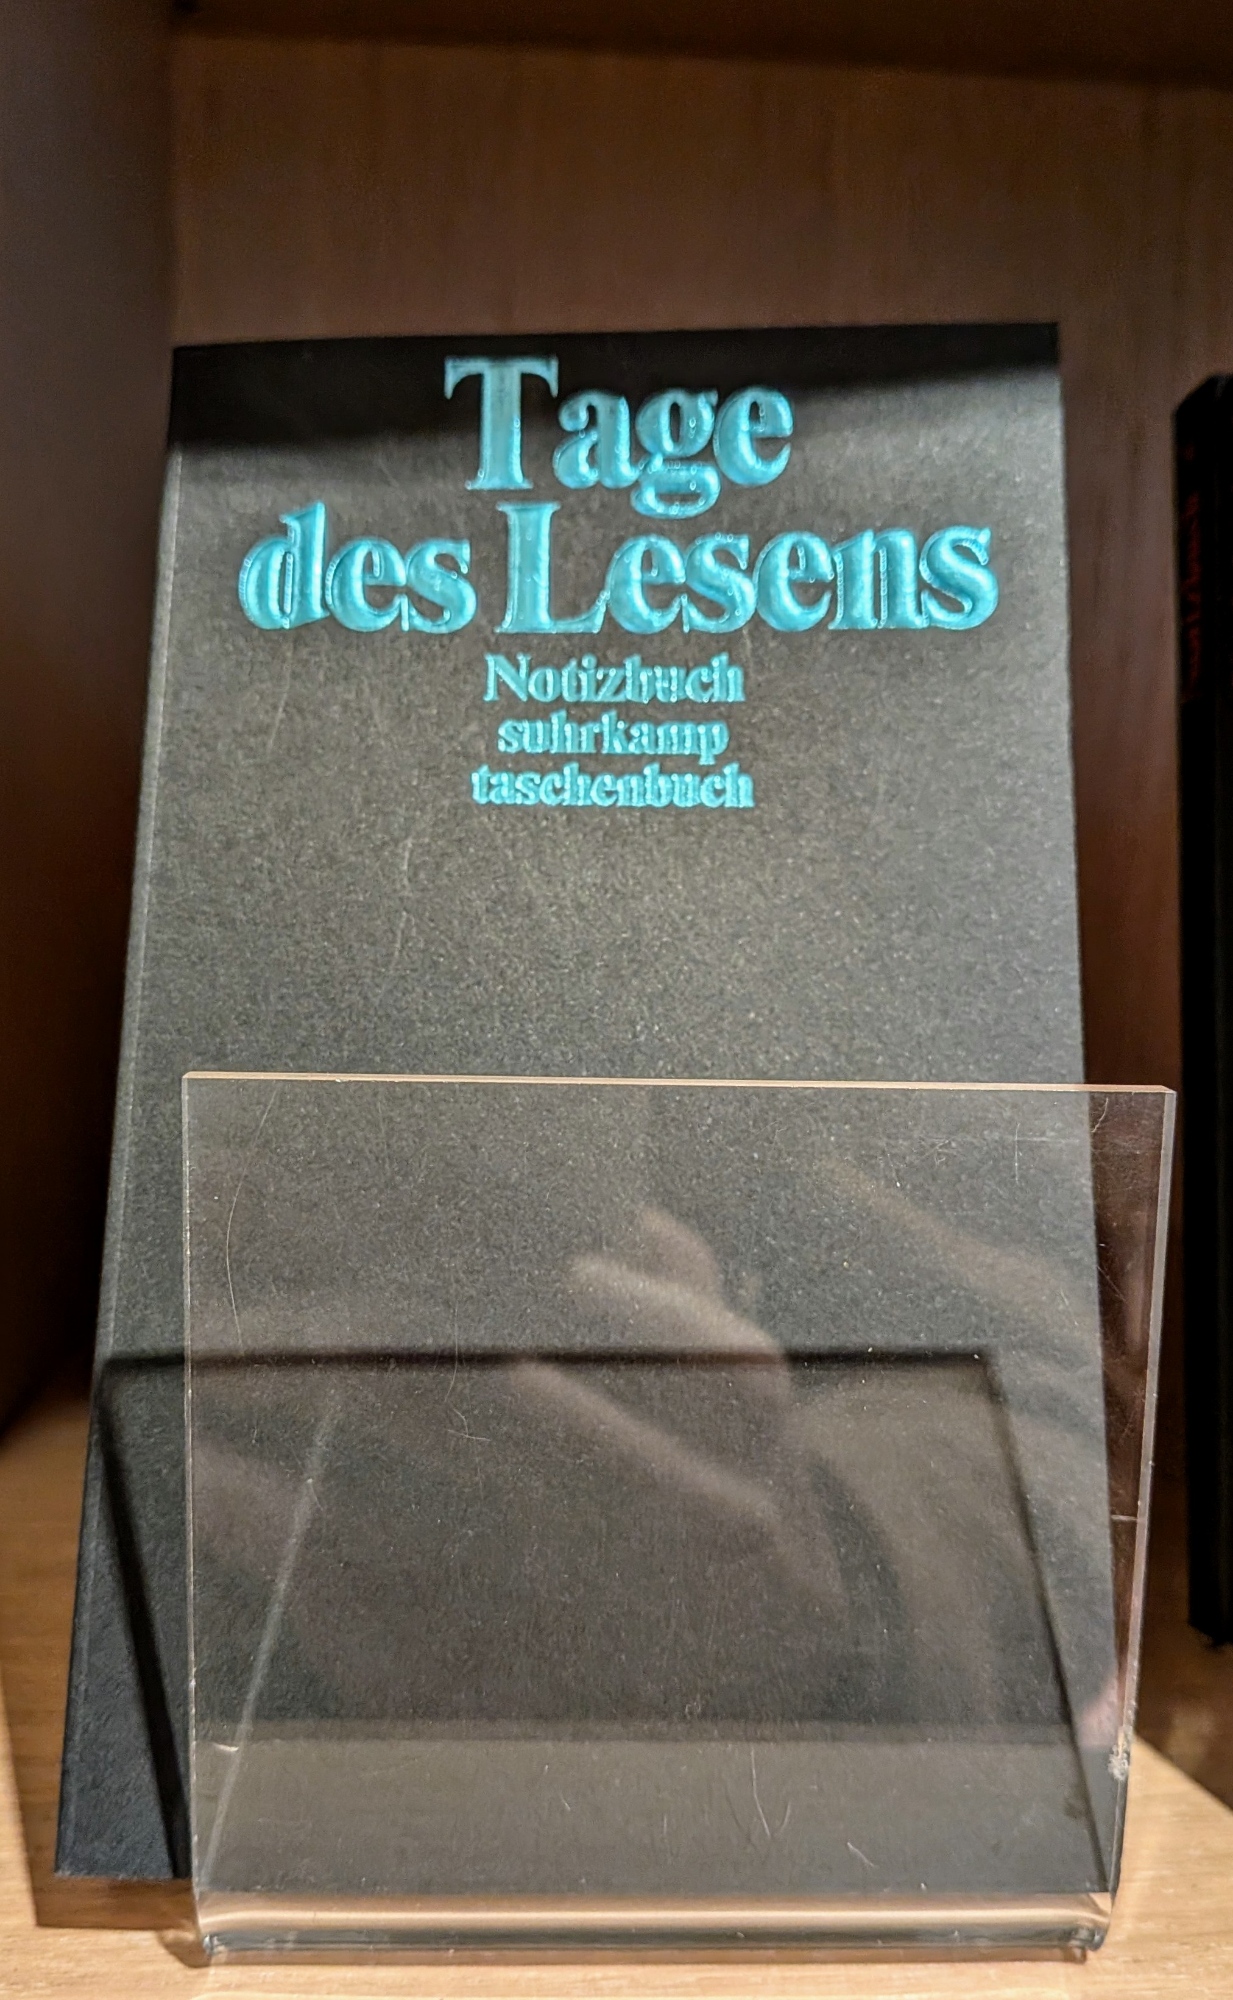 Tage
des Lesens
Notizbuch
suhrkamp
taschenbuch